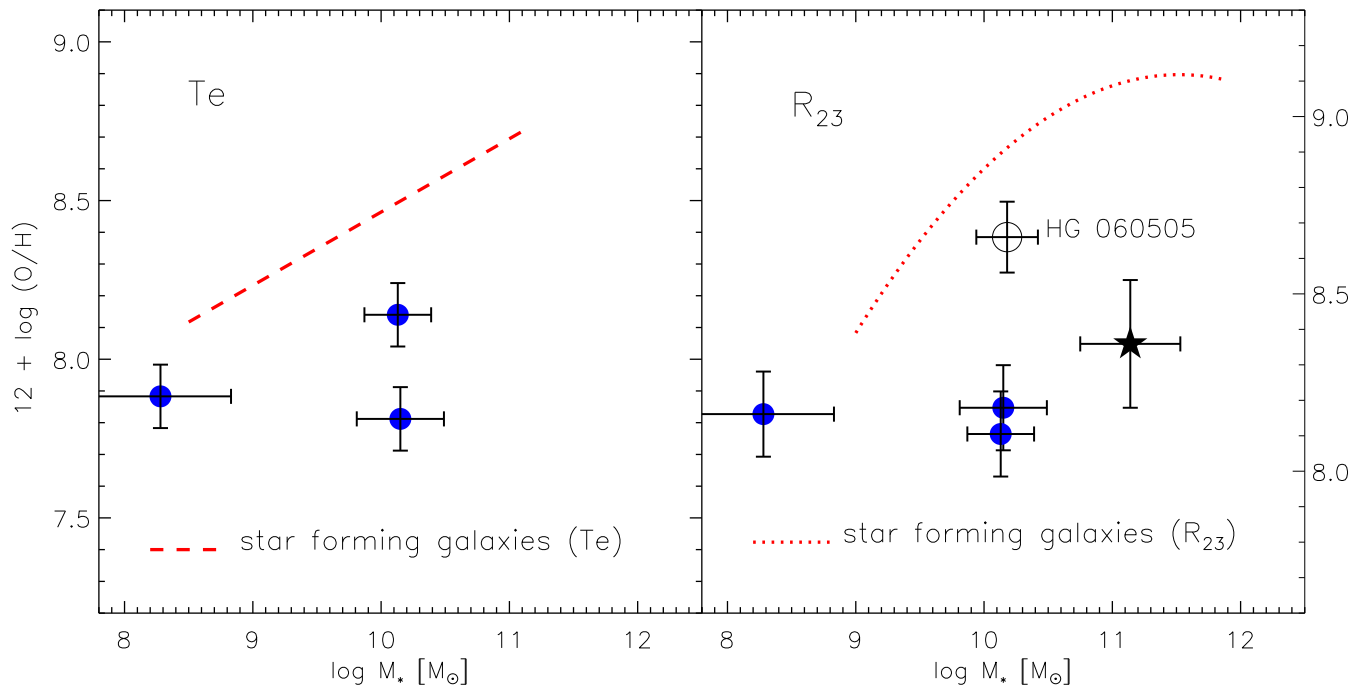 Te
R₂₃
HG 060505
star forming galaxies (Te)
star forming galaxies (R₂₃)
12 + log (O/H)
9.0
8.5
8.0
7.5
9.0
8.5
8.0
8 9 10 11 12
8 9 10 11 12
log M* [M⊙]
log M* [M⊙]